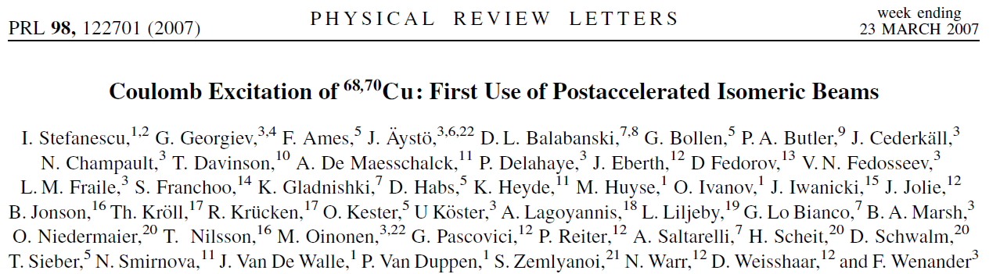 PRL 98, 122701 (2007)
PHYSICAL REVIEW LETTERS
week ending
23 MARCH 2007
Coulomb Excitation of 68,70Cu: First Use of Postaccelerated Isomeric Beams
I. Stefanescu,1,2 G. Georgiev,3,4 F. Ames,5 J. Äystö,3,6,22 D. L. Balabanski,7,8 G. Bollen,5 P. A. Butler,9 J. Cederkäll,3
N. Champault,3 T. Davinson,10 A. De Maesschalck,11 P. Delahaye,3 J. Eberth,12 D Fedorov,13 V. N. Fedosseev,3
L. M. Fraile,3 S. Franchoo,14 K. Gladnishki,7 D. Habs,5 K. Heyde,11 M. Huyse,1 O. Ivanov,1 J. Iwanicki,15 J. Jolie,12
B. Jonson,16 Th. Kröll,17 R. Krücken,17 O. Kester,5 U Köster,3 A. Lagoyannis,18 L. Liljeby,19 G. Lo Bianco,7 B. A. Marsh,3
O. Niedermaier,20 T. Nilsson,16 M. Oinonen,3,22 G. Pascovici,12 P. Reiter,12 A. Saltarelli,7 H. Scheit,20 D. Schwalm,20
T. Sieber,5 N. Smirnova,11 J. Van De Walle,1 P. Van Duppen,1 S. Zemlyanoi,21 N. Warr,12 D. Weisshaar,12 and F. Wenander3